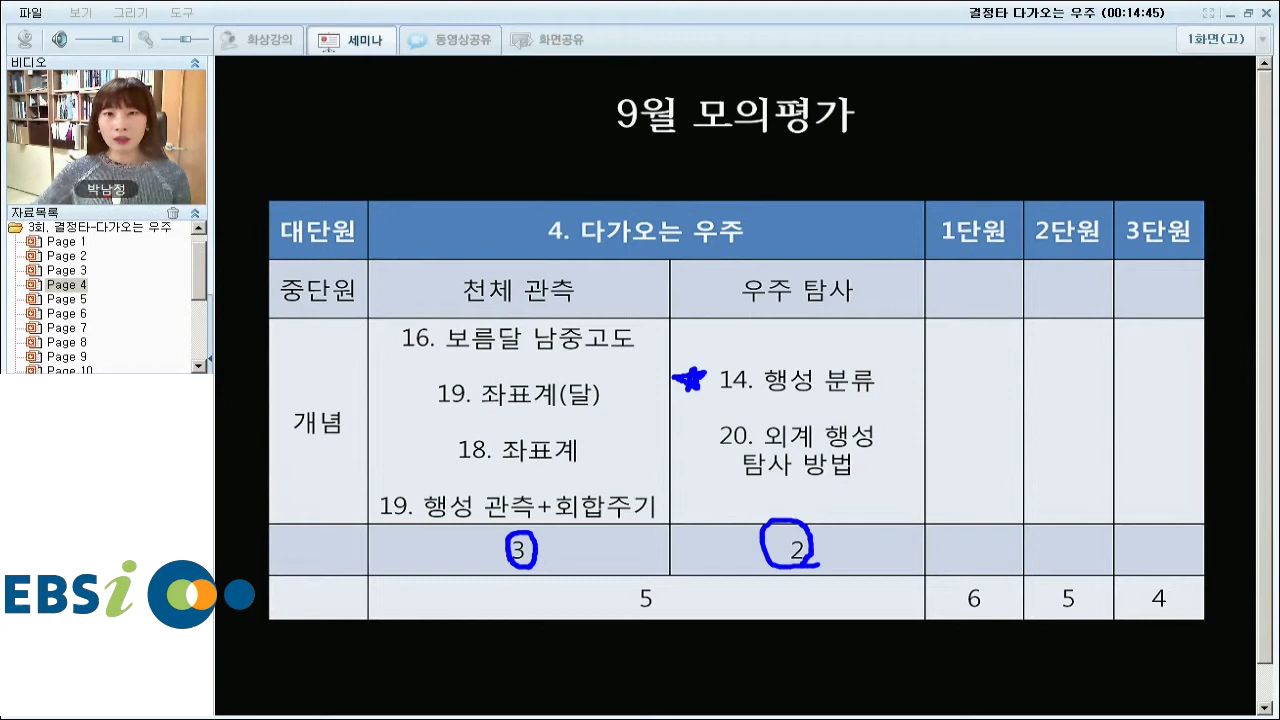 파일 보기 그리기 도구
결정타 다가오는 우주 (00:14:45)
화상강의 세미나 동영상공유 화면공유
1화면(고)
비디오
박남정
자료목록
3회. 결정타-다가오는 우주
Page 1
Page 2
Page 3
Page 4
Page 5
Page 6
Page 7
Page 8
Page 9
Page 10
EBSi
9월 모의평가
대단원 4. 다가오는 우주 1단원 2단원 3단원
중단원 천체 관측 우주 탐사
개념
16. 보름달 남중고도
19. 좌표계(달)
18. 좌표계
19. 행성 관측+회합주기
14. 행성 분류
20. 외계 행성
탐사 방법
3 2
5 6 5 4